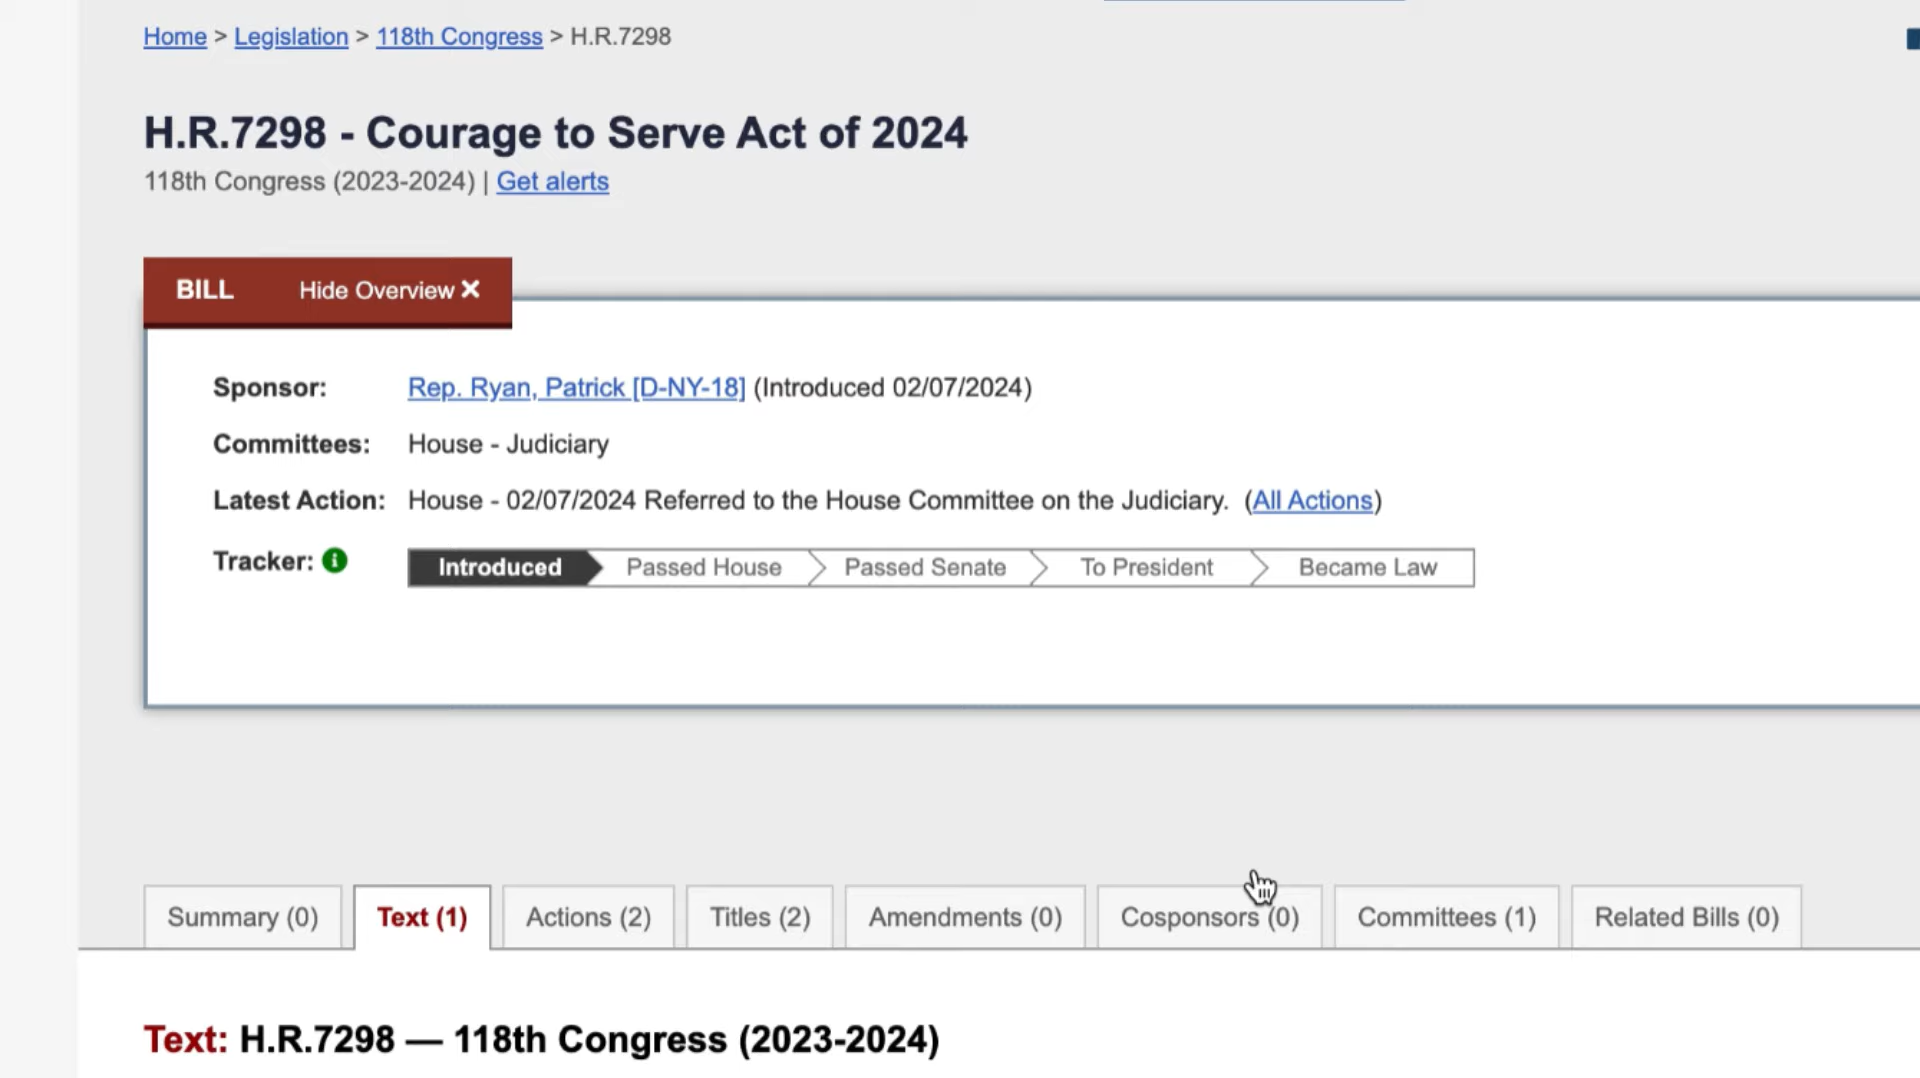 Home > Legislation > 118th Congress > H.R.7298
H.R.7298 - Courage to Serve Act of 2024
118th Congress (2023-2024) | Get alerts
BILL Hide Overview ✕
Sponsor: Rep. Ryan, Patrick [D-NY-18] (Introduced 02/07/2024)
Committees: House - Judiciary
Latest Action: House - 02/07/2024 Referred to the House Committee on the Judiciary. (All Actions)
Tracker: i Introduced Passed House Passed Senate To President Became Law
Summary (0) Text (1) Actions (2) Titles (2) Amendments (0) Cosponsors (0) Committees (1) Related Bills (0)
Text: H.R.7298 — 118th Congress (2023-2024)